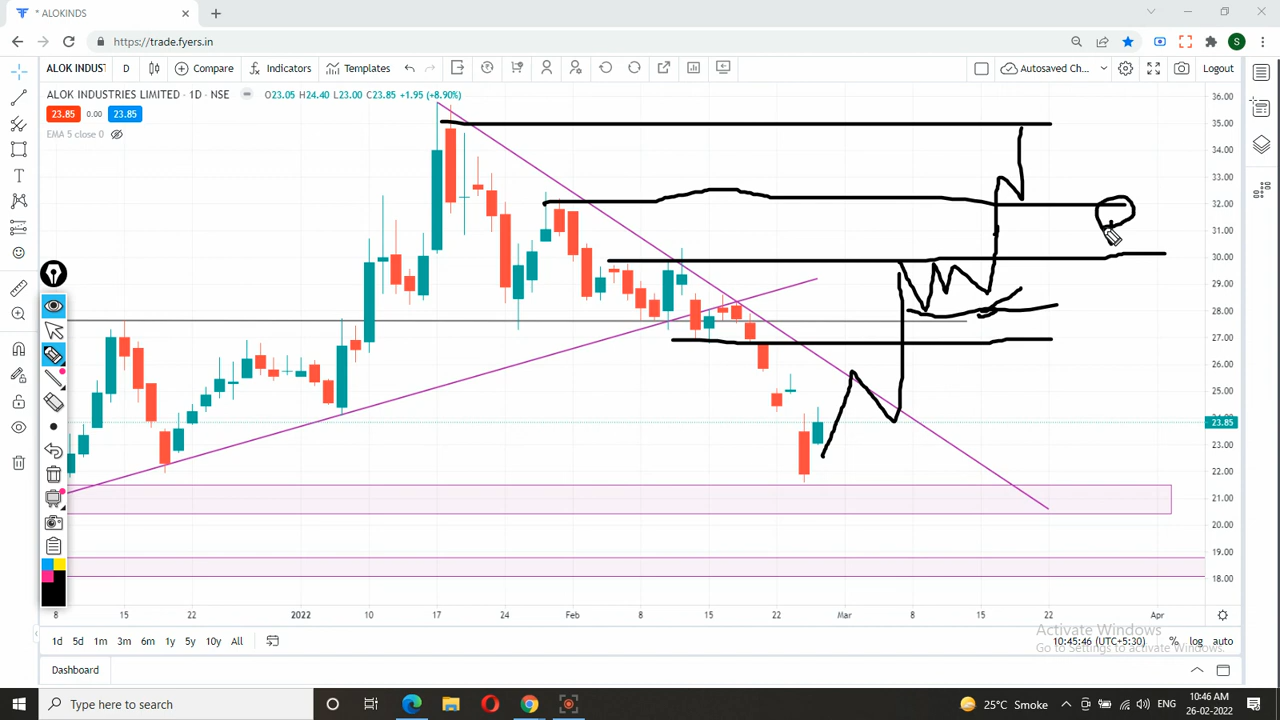 * ALOKINDS
https://trade.fyers.in
S
ALOK INDUST
D
Compare
Indicators
Templates
Autosaved Ch...
Logout
ALOK INDUSTRIES LIMITED · 1D · NSE
O23.05 H24.40 L23.00 C23.85 +1.95 (+8.90%)
23.85 0.00 23.85
EMA 5 close 0
36.00
35.00
34.00
33.00
32.00
31.00
30.00
29.00
28.00
27.00
26.00
25.00
24.00
23.85
23.00
22.00
21.00
20.00
19.00
18.00
8 15 22 2022 10 17 24 Feb 8 15 22 Mar 8 15 22 Apr
Activate Windows
Go to Settings to activate Windows.
1d 5d 1m 3m 6m 1y 5y 10y All
10:45:46 (UTC+5:30) % log auto
Dashboard
Type here to search
25°C Smoke
ENG
10:46 AM
26-02-2022